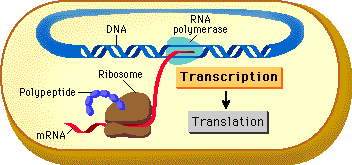 DNA
RNA
polymerase
Ribosome
Transcription
Polypeptide
Translation
mRNA